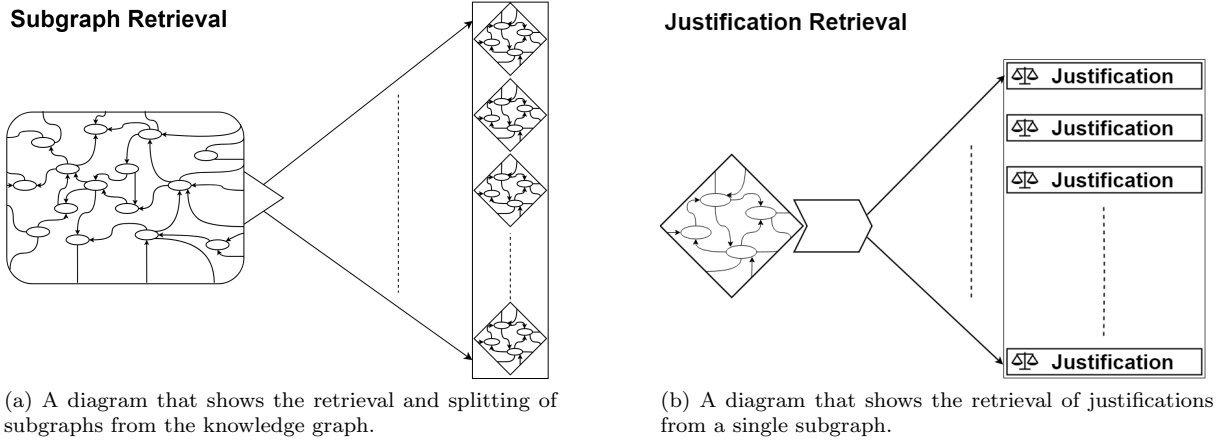 Subgraph Retrieval
(a) A diagram that shows the retrieval and splitting of
subgraphs from the knowledge graph.
Justification Retrieval
Justification
Justification
Justification
Justification
(b) A diagram that shows the retrieval of justifications
from a single subgraph.